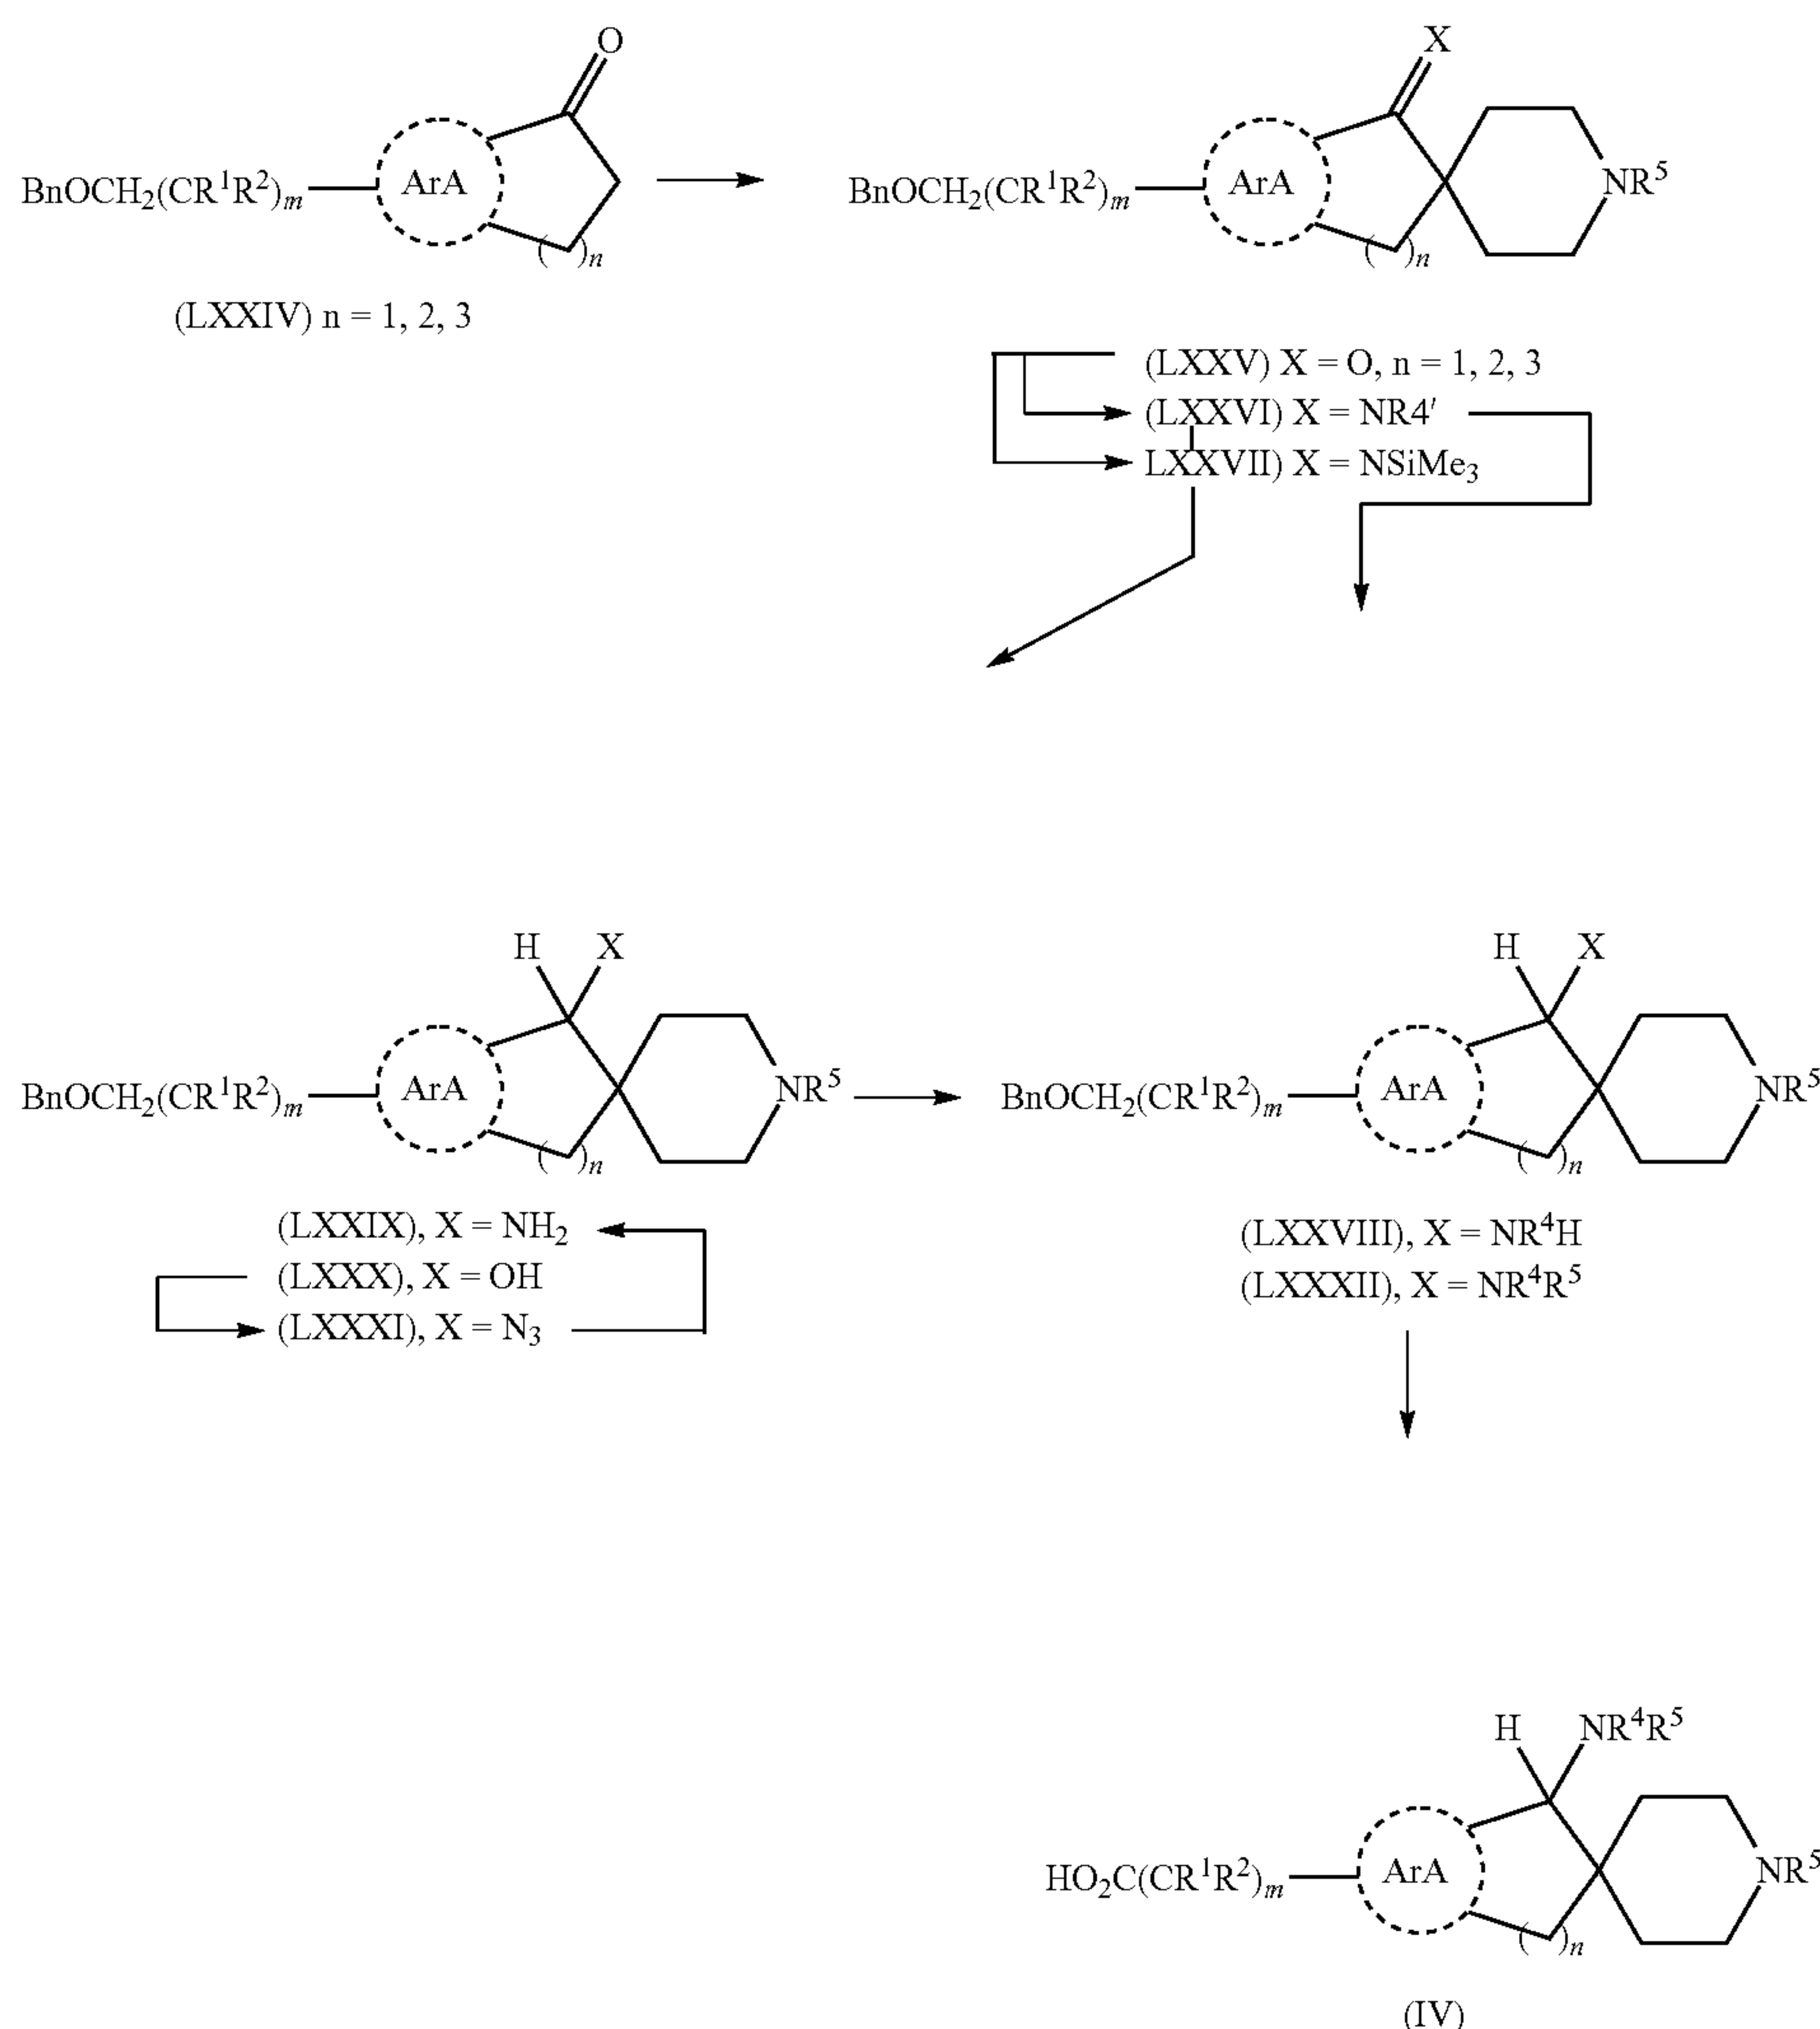 O
X
BnOCH₂(CR¹R²)ₘ
ArA
( )ₙ
BnOCH₂(CR¹R²)ₘ
ArA
( )ₙ
NR⁵
(LXXIV) n = 1, 2, 3
(LXXV) X = O, n = 1, 2, 3
(LXXVI) X = NR4′
LXXVII) X = NSiMe₃
H X
BnOCH₂(CR¹R²)ₘ
ArA
( )ₙ
NR⁵
H X
BnOCH₂(CR¹R²)ₘ
ArA
( )ₙ
NR⁵
(LXXIX), X = NH₂
(LXXX), X = OH
(LXXXI), X = N₃
(LXXVIII), X = NR⁴H
(LXXXII), X = NR⁴R�5
H NR⁴R⁵
HO₂C(CR¹R²)ₘ
ArA
( )ₙ
NR⁵
(IV)